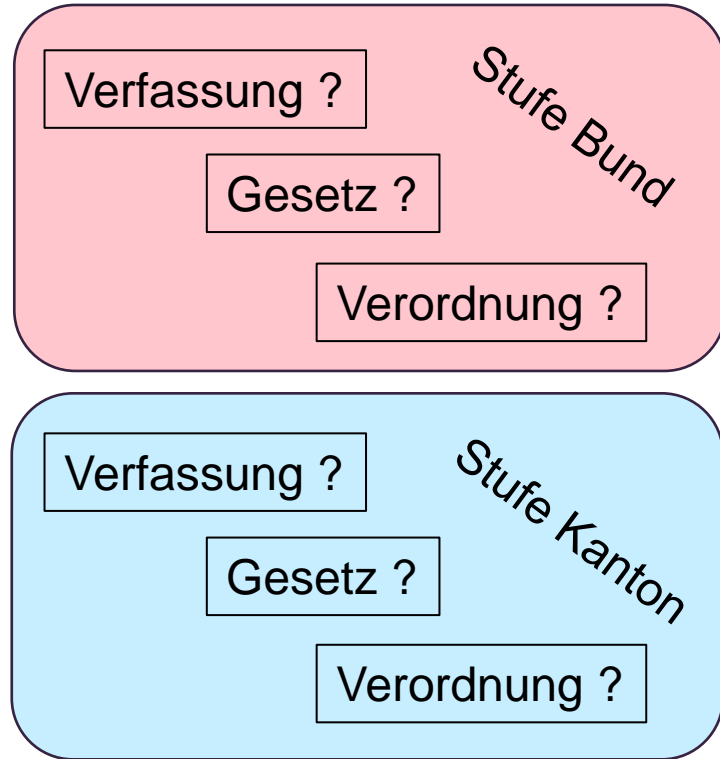 Verfassung ?
Stufe Bund
Gesetz ?
Verordnung ?
Verfassung ?
Stufe Kanton
Gesetz ?
Verordnung ?